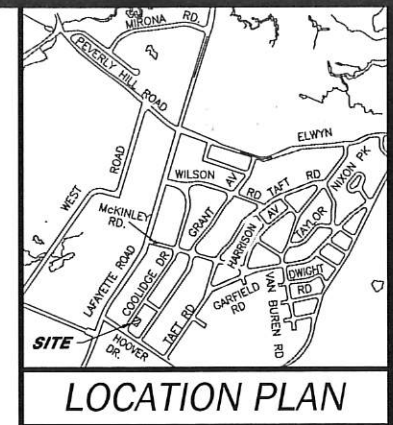 MIRONA RD.
PEVERLY HILL ROAD
ELWYN
WEST ROAD
WILSON
GRANT AV
RD
TAFT RD
HARRISON AV
TAYLOR
NIXON PK
McKINLEY RD.
LAFAYETTE ROAD
COOLIDGE DR
DWIGHT RD
GARFIELD RD
VAN BUREN RD
TAFT RD
SITE
HOOVER DR.
LOCATION PLAN